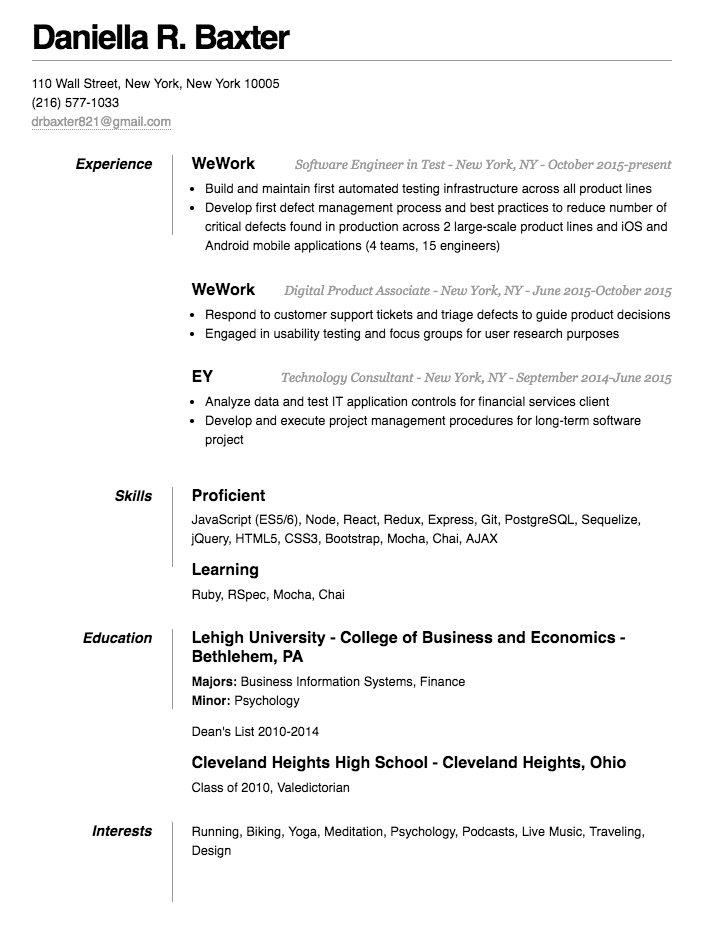 Daniella R. Baxter
110 Wall Street, New York, New York 10005
(216) 577-1033
drbaxter821@gmail.com
Experience
WeWork Software Engineer in Test - New York, NY - October 2015-present
• Build and maintain first automated testing infrastructure across all product lines
• Develop first defect management process and best practices to reduce number of
critical defects found in production across 2 large-scale product lines and iOS and
Android mobile applications (4 teams, 15 engineers)
WeWork Digital Product Associate - New York, NY - June 2015-October 2015
• Respond to customer support tickets and triage defects to guide product decisions
• Engaged in usability testing and focus groups for user research purposes
EY Technology Consultant - New York, NY - September 2014-June 2015
• Analyze data and test IT application controls for financial services client
• Develop and execute project management procedures for long-term software
project
Skills
Proficient
JavaScript (ES5/6), Node, React, Redux, Express, Git, PostgreSQL, Sequelize,
jQuery, HTML5, CSS3, Bootstrap, Mocha, Chai, AJAX
Learning
Ruby, RSpec, Mocha, Chai
Education
Lehigh University - College of Business and Economics -
Bethlehem, PA
Majors: Business Information Systems, Finance
Minor: Psychology
Dean's List 2010-2014
Cleveland Heights High School - Cleveland Heights, Ohio
Class of 2010, Valedictorian
Interests
Running, Biking, Yoga, Meditation, Psychology, Podcasts, Live Music, Traveling,
Design